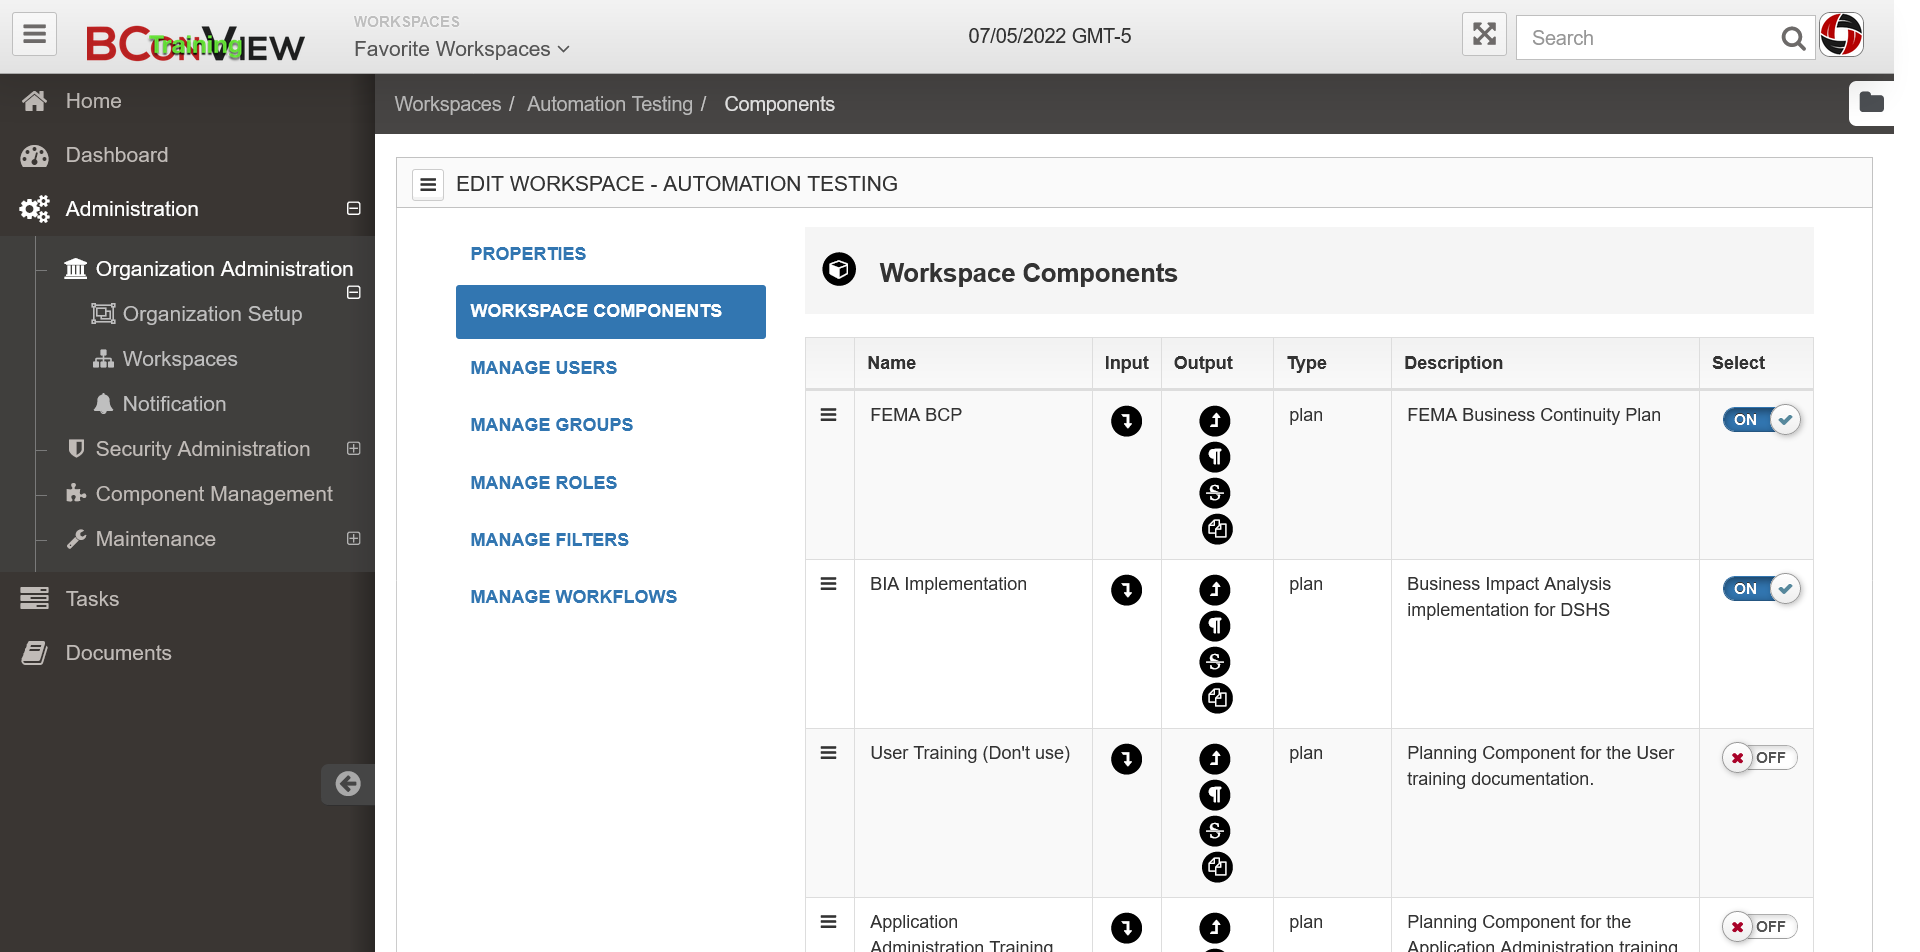 WORKSPACES
BConView
Training
Favorite Workspaces
07/05/2022 GMT-5
Search
Home
Dashboard
Administration
Organization Administration
Organization Setup
Workspaces
Notification
Security Administration
Component Management
Maintenance
Tasks
Documents
Workspaces / Automation Testing / Components
EDIT WORKSPACE - AUTOMATION TESTING
PROPERTIES
WORKSPACE COMPONENTS
MANAGE USERS
MANAGE GROUPS
MANAGE ROLES
MANAGE FILTERS
MANAGE WORKFLOWS
Workspace Components
Name Input Output Type Description Select
FEMA BCP plan FEMA Business Continuity Plan ON
BIA Implementation plan Business Impact Analysis ON
implementation for DSHS
User Training (Don't use) plan Planning Component for the User OFF
training documentation.
Application plan Planning Component for the OFF
Administration Training Application Administration training